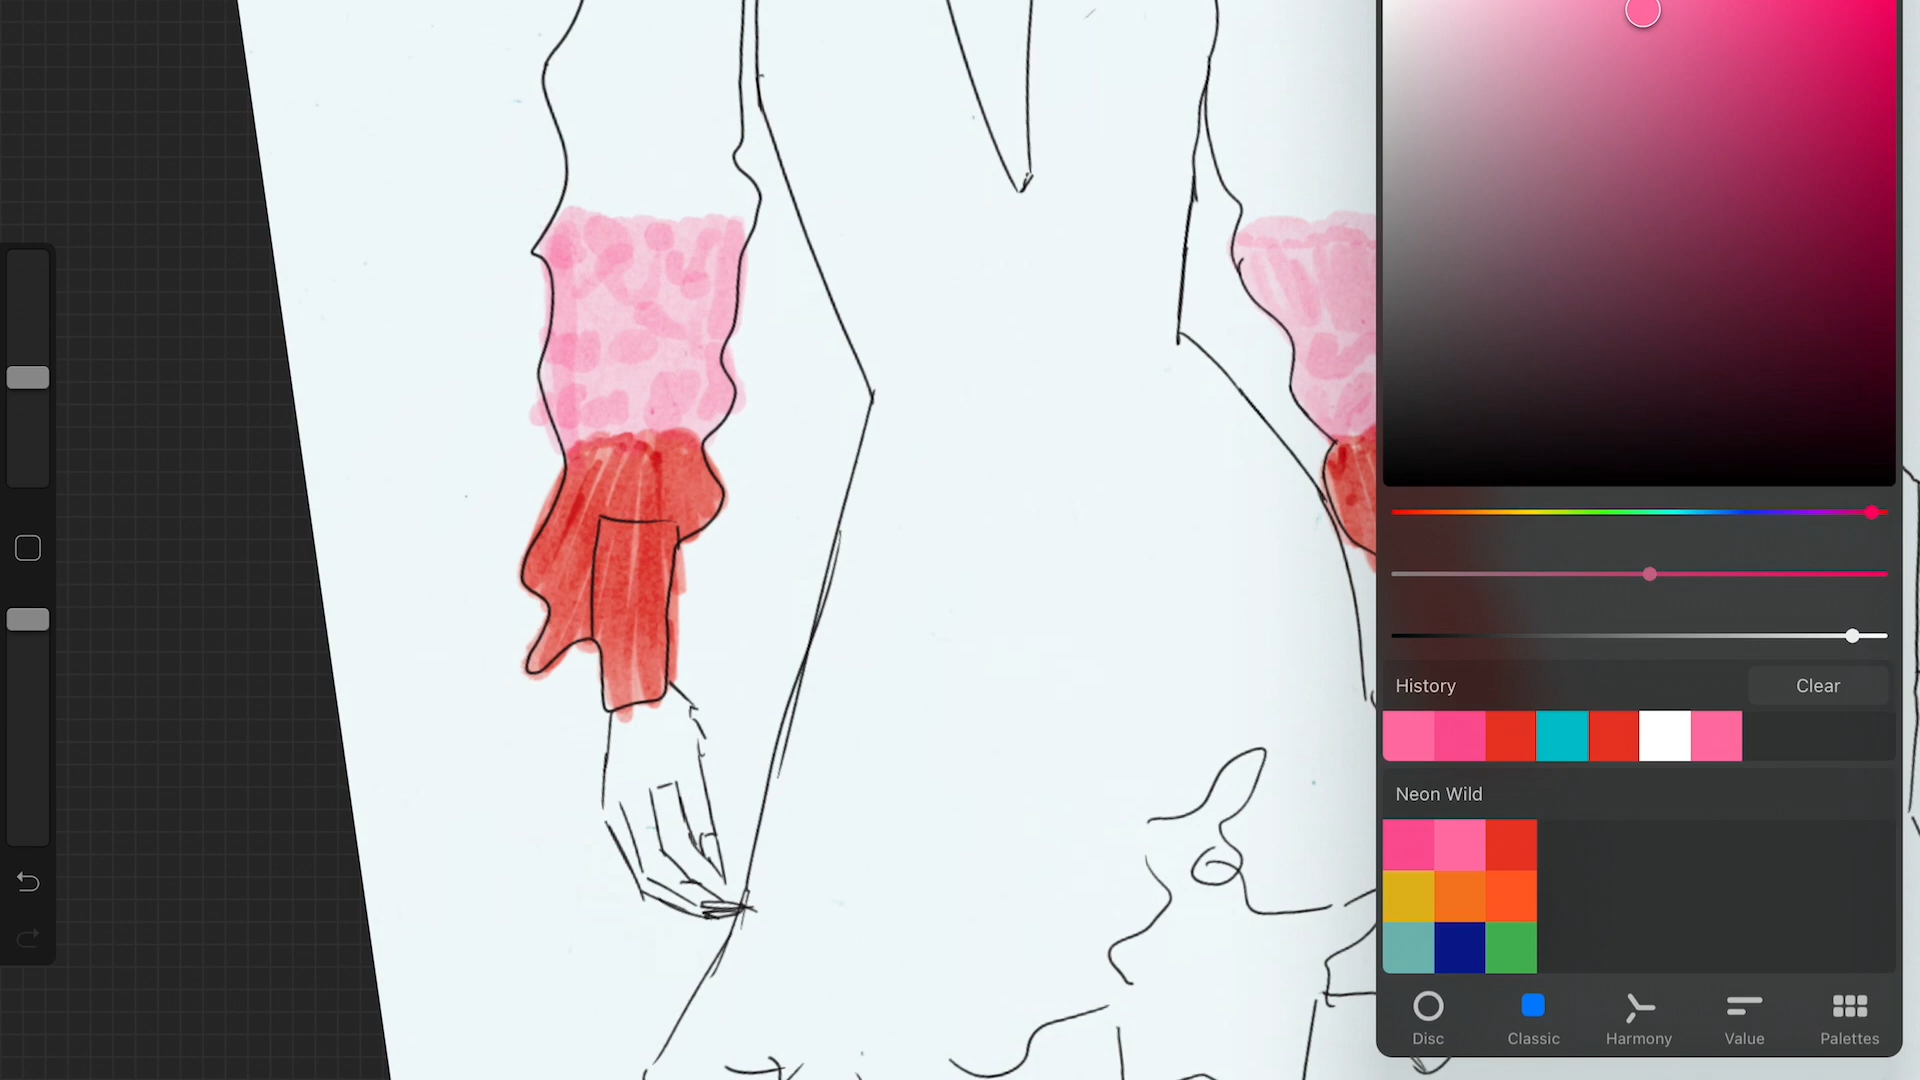 History
Clear
Neon Wild
Disc
Classic
Harmony
Value
Palettes